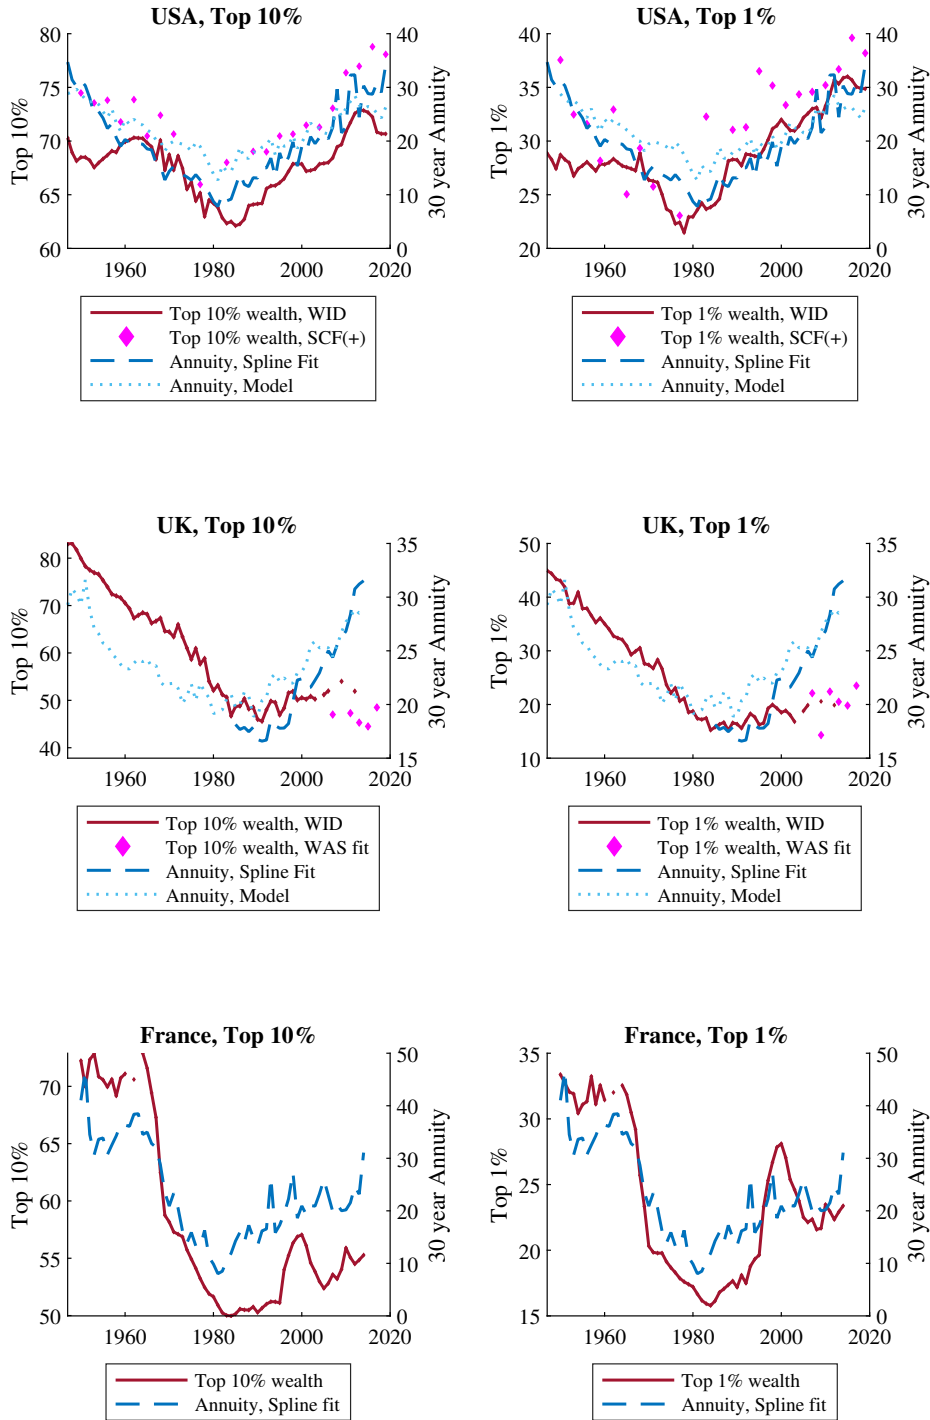 USA, Top 10%
80
75
70
65
60
Top 10%
40
30
20
10
0
30 year Annuity
1960
1980
2000
2020
Top 10% wealth, WID
Top 10% wealth, SCF(+)
Annuity, Spline Fit
Annuity, Model
USA, Top 1%
40
35
30
25
20
Top 1%
40
30
20
10
0
30 year Annuity
1960
1980
2000
2020
Top 1% wealth, WID
Top 1% wealth, SCF(+)
Annuity, Spline Fit
Annuity, Model
UK, Top 10%
80
70
60
50
40
Top 10%
35
30
25
20
15
30 year Annuity
1960
1980
2000
2020
Top 10% wealth, WID
Top 10% wealth, WAS fit
Annuity, Spline Fit
Annuity, Model
UK, Top 1%
50
40
30
20
10
Top 1%
35
30
25
20
15
30 year Annuity
1960
1980
2000
2020
Top 1% wealth, WID
Top 1% wealth, WAS fit
Annuity, Spline Fit
Annuity, Model
France, Top 10%
70
65
60
55
50
Top 10%
50
40
30
20
10
0
30 year Annuity
1960
1980
2000
2020
Top 10% wealth
Annuity, Spline fit
France, Top 1%
35
30
25
20
15
Top 1%
50
40
30
20
10
0
30 year Annuity
1960
1980
2000
2020
Top 1% wealth
Annuity, Spline fit